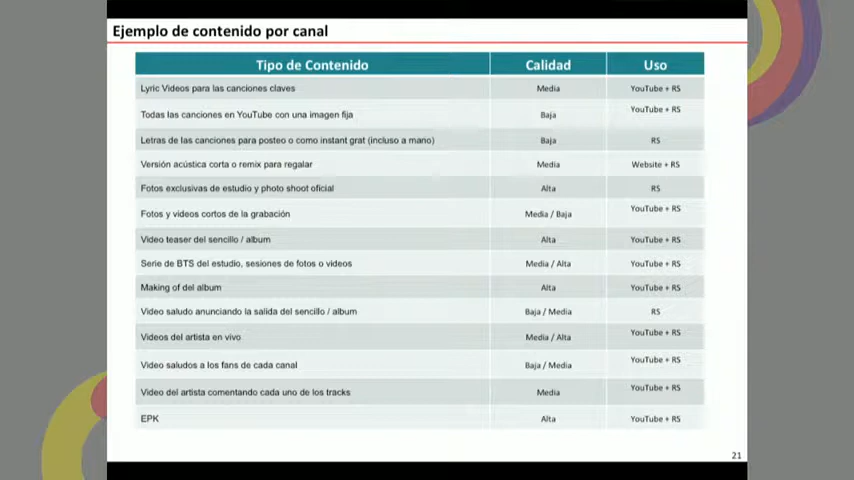 Ejemplo de contenido por canal
Tipo de Contenido Calidad Uso
Lyric Videos para las canciones claves Media YouTube + RS
Todas las canciones en YouTube con una imagen fija Baja YouTube + RS
Letras de las canciones para posteo o como instant grat (incluso a mano) Baja RS
Versión acústica corta o remix para regalar Media Website + RS
Fotos exclusivas de estudio y photo shoot oficial Alta RS
Fotos y videos cortos de la grabación Media / Baja YouTube + RS
Video teaser del sencillo / album Alta YouTube + RS
Serie de BTS del estudio, sesiones de fotos o videos Media / Alta YouTube + RS
Making of del album Alta YouTube + RS
Video saludo anunciando la salida del sencillo / album Baja / Media RS
Videos del artista en vivo Media / Alta YouTube + RS
Video saludos a los fans de cada canal Baja / Media YouTube + RS
Video del artista comentando cada uno de los tracks Media YouTube + RS
EPK Alta YouTube + RS
21